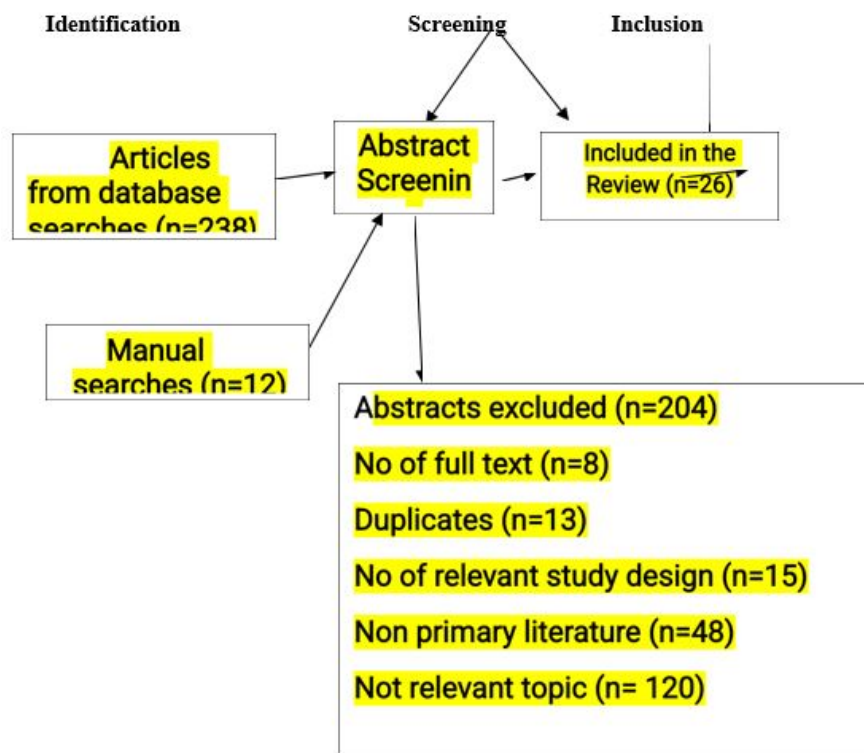 Identification Screening Inclusion
Articles
from database
searches (n=238)
Abstract
Screenin
Included in the
Review (n=26)
Manual
searches (n=12)
Abstracts excluded (n=204)
No of full text (n=8)
Duplicates (n=13)
No of relevant study design (n=15)
Non primary literature (n=48)
Not relevant topic (n= 120)